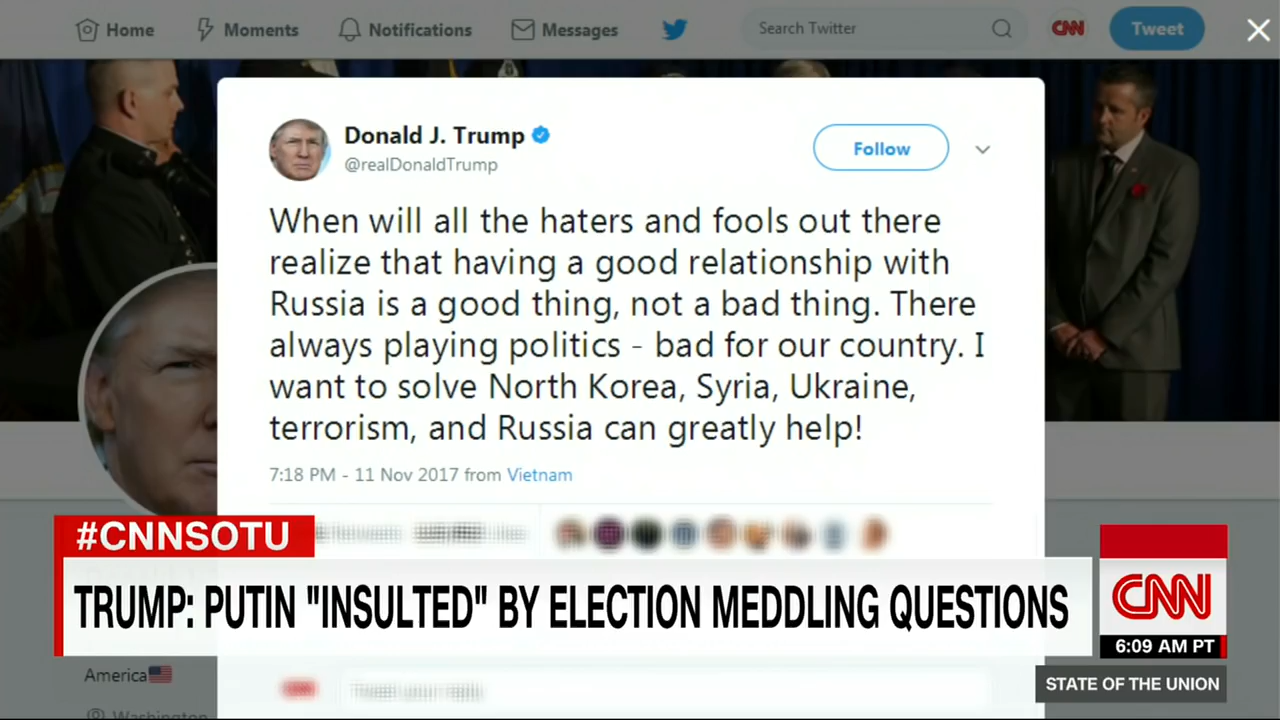 Home Moments Notifications Messages Search Twitter CNN Tweet
Donald J. Trump
@realDonaldTrump
Follow
When will all the haters and fools out there
realize that having a good relationship with
Russia is a good thing, not a bad thing. There
always playing politics - bad for our country. I
want to solve North Korea, Syria, Ukraine,
terrorism, and Russia can greatly help!
7:18 PM - 11 Nov 2017 from Vietnam
#CNNSOTU
TRUMP: PUTIN "INSULTED" BY ELECTION MEDDLING QUESTIONS
CNN
6:09 AM PT
America
STATE OF THE UNION
Washington